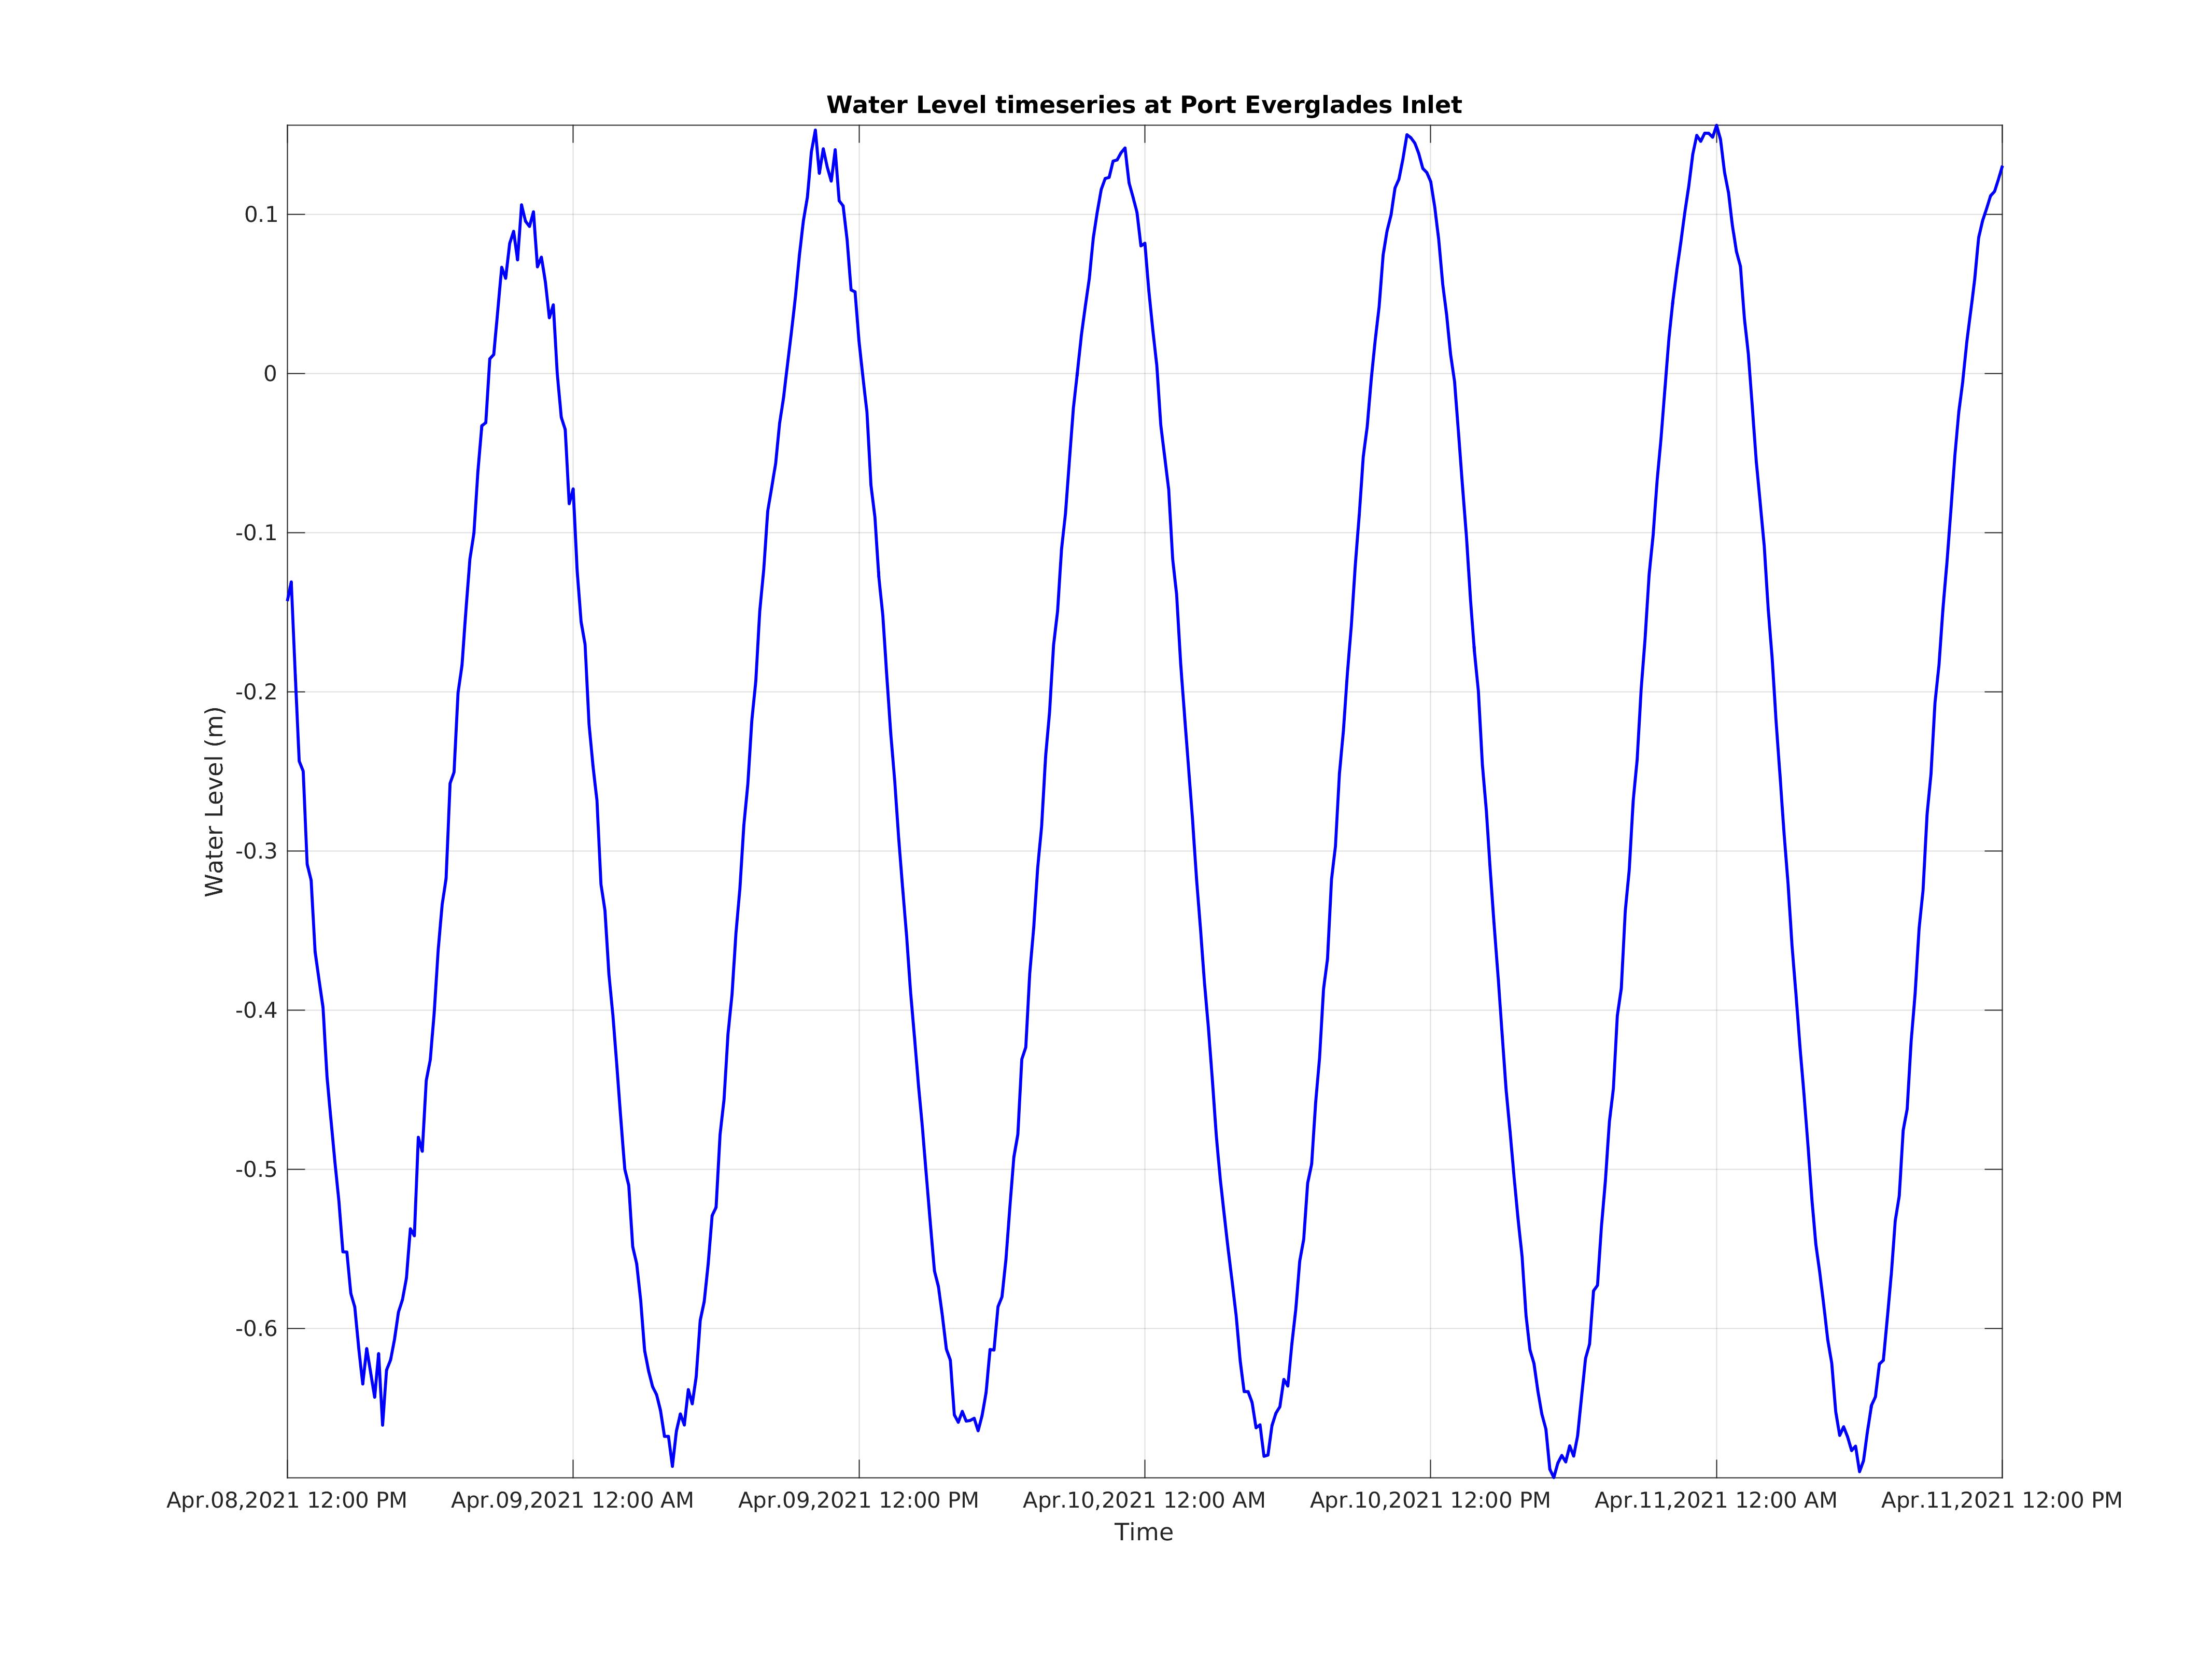 Water Level timeseries at Port Everglades Inlet
0.1
0
-0.1
-0.2
-0.3
-0.4
-0.5
-0.6
Water Level (m)
Apr.08,2021 12:00 PM Apr.09,2021 12:00 AM Apr.09,2021 12:00 PM Apr.10,2021 12:00 AM Apr.10,2021 12:00 PM Apr.11,2021 12:00 AM Apr.11,2021 12:00 PM
Time